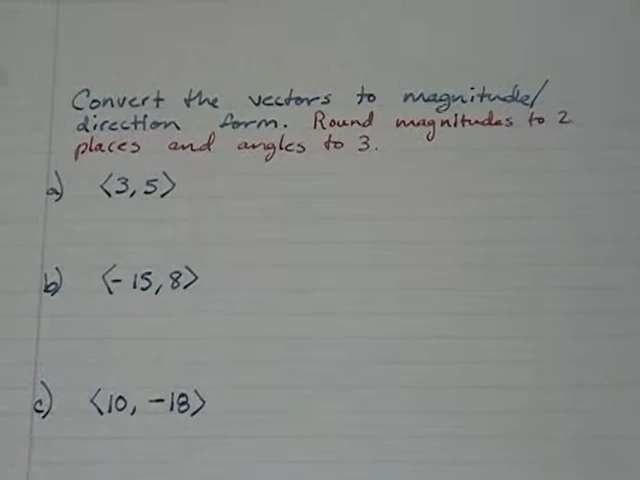 Convert the vectors to magnitude/
direction form. Round magnitudes to 2
places and angles to 3.
a) ⟨3, 5⟩
b) ⟨-15, 8⟩
c) ⟨10, -18⟩